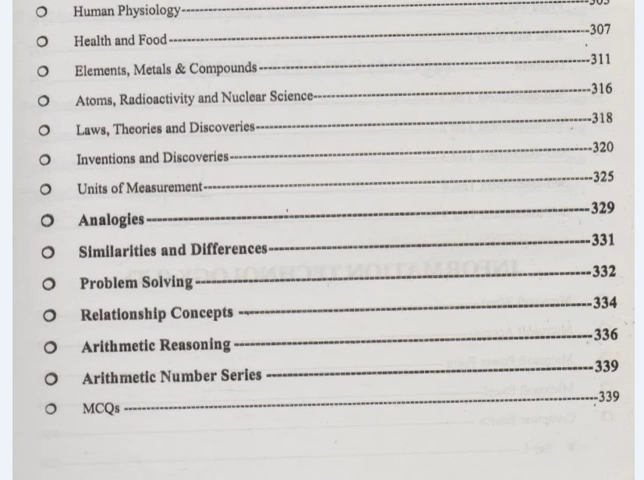 Human Physiology-----303
Health and Food-----307
Elements, Metals & Compounds-----311
Atoms, Radioactivity and Nuclear Science-----316
Laws, Theories and Discoveries-----318
Inventions and Discoveries-----320
Units of Measurement-----325
Analogies-----329
Similarities and Differences-----331
Problem Solving-----332
Relationship Concepts -----334
Arithmetic Reasoning-----336
Arithmetic Number Series -----339
MCQs -----339